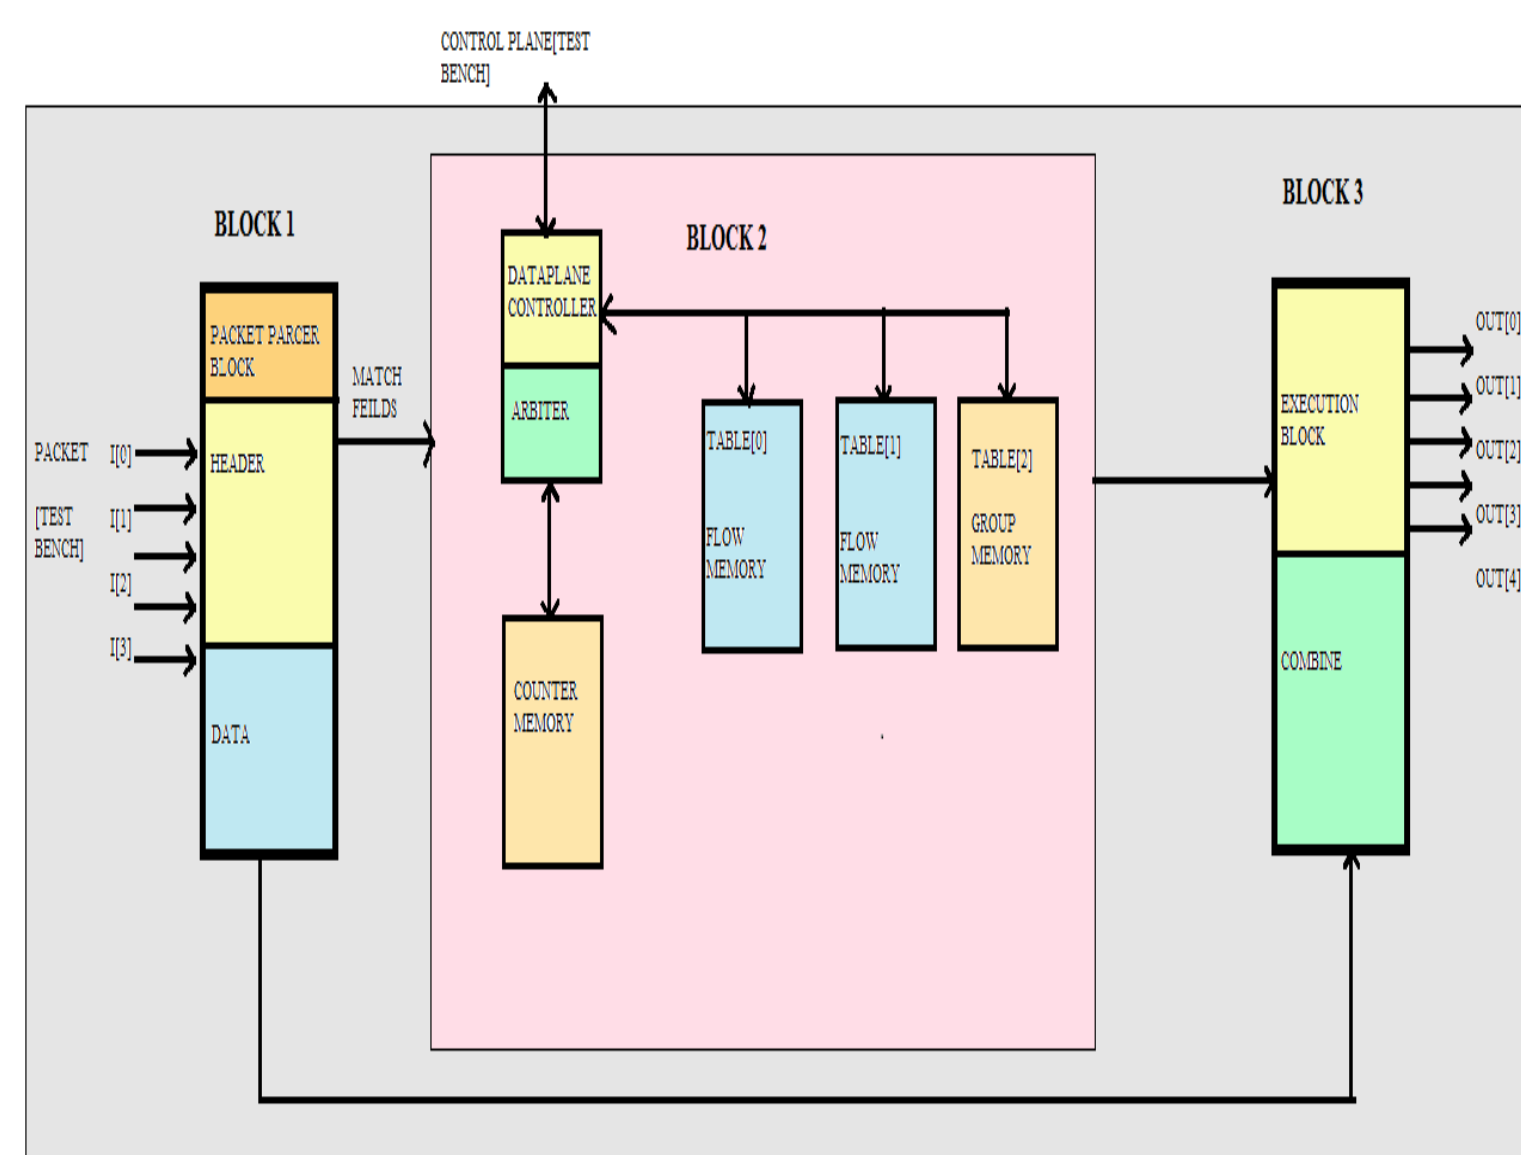 CONTROL PLANE[TEST
BENCH]
BLOCK 1
PACKET PARCER
BLOCK
HEADER
DATA
PACKET
[TEST
BENCH]
I[0]
I[1]
I[2]
I[3]
MATCH
FEILDS
BLOCK 2
DATAPLANE
CONTROLLER
ARBITER
COUNTER
MEMORY
TABLE[0]
FLOW
MEMORY
TABLE[1]
FLOW
MEMORY
TABLE[2]
GROUP
MEMORY
BLOCK 3
EXECUTION
BLOCK
COMBINE
OUT[0]
OUT[1]
OUT[2]
OUT[3]
OUT[4]